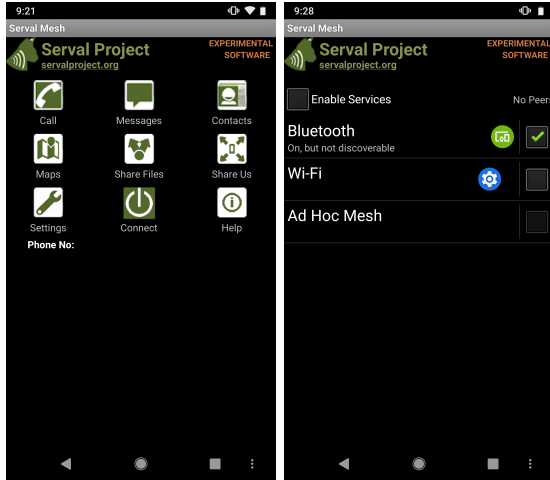 9:21
Serval Mesh
Serval Project
servalproject.org
EXPERIMENTAL
SOFTWARE
Call
Messages
Contacts
Maps
Share Files
Share Us
Settings
Connect
Help
Phone No:
9:28
Serval Mesh
Serval Project
servalproject.org
EXPERIMENTAL
SOFTWARE
Enable Services
No Peers
Bluetooth
On, but not discoverable
Wi-Fi
Ad Hoc Mesh